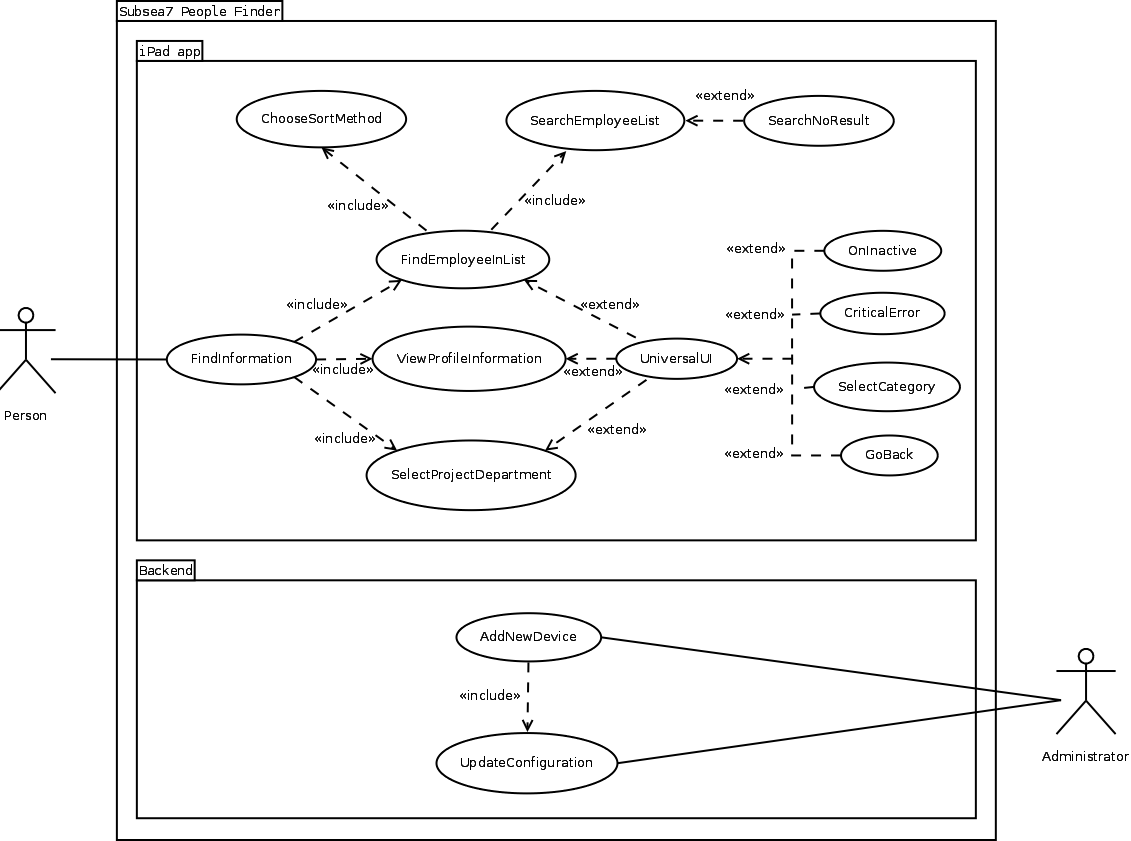 Subsea7 People Finder
iPad app
ChooseSortMethod
SearchEmployeeList
«extend»
SearchNoResult
«include»
«include»
FindEmployeeInList
«extend»
OnInactive
«include»
«extend»
«extend»
CriticalError
Person
FindInformation
«include»
ViewProfileInformation
«extend»
UniversalUI
«extend»
SelectCategory
«include»
«extend»
«extend»
GoBack
SelectProjectDepartment
Backend
AddNewDevice
«include»
UpdateConfiguration
Administrator